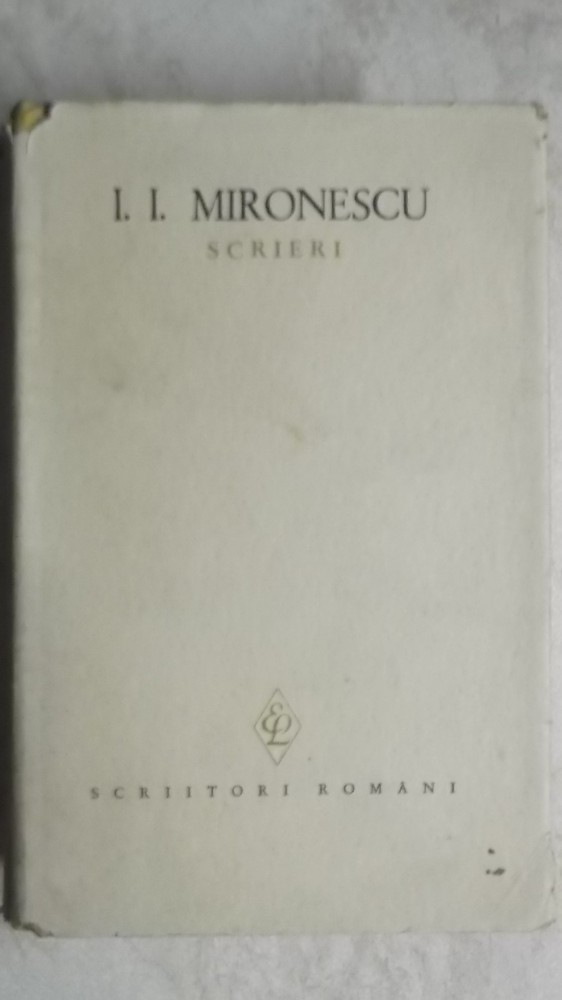 I. I. MIRONESCU
SCRIERI
EL
SCRIITORI ROMÂNI